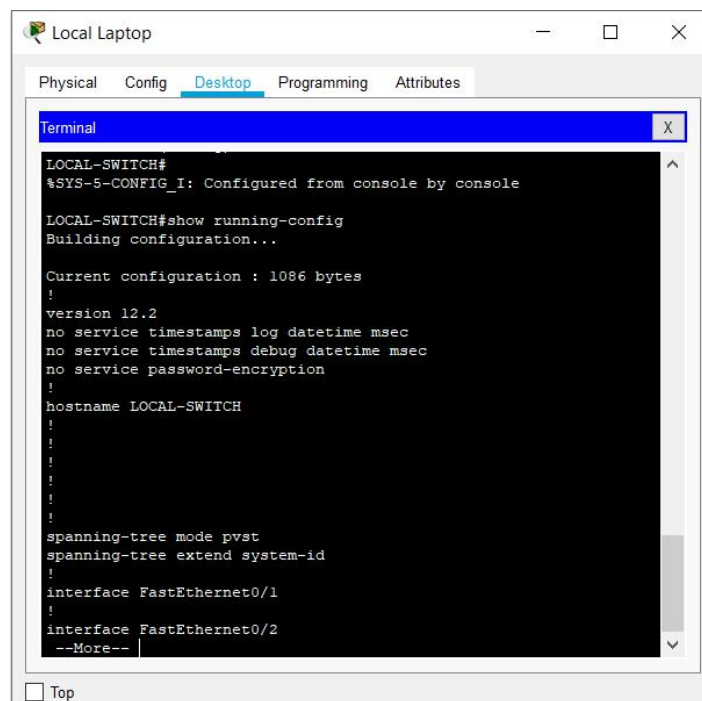 Local Laptop
Physical Config Desktop Programming Attributes
Terminal X
LOCAL-SWITCH#
%SYS-5-CONFIG_I: Configured from console by console
LOCAL-SWITCH#show running-config
Building configuration...
Current configuration : 1086 bytes
!
version 12.2
no service timestamps log datetime msec
no service timestamps debug datetime msec
no service password-encryption
!
hostname LOCAL-SWITCH
!
!
!
!
!
!
spanning-tree mode pvst
spanning-tree extend system-id
!
interface FastEthernet0/1
!
interface FastEthernet0/2
--More--
Top